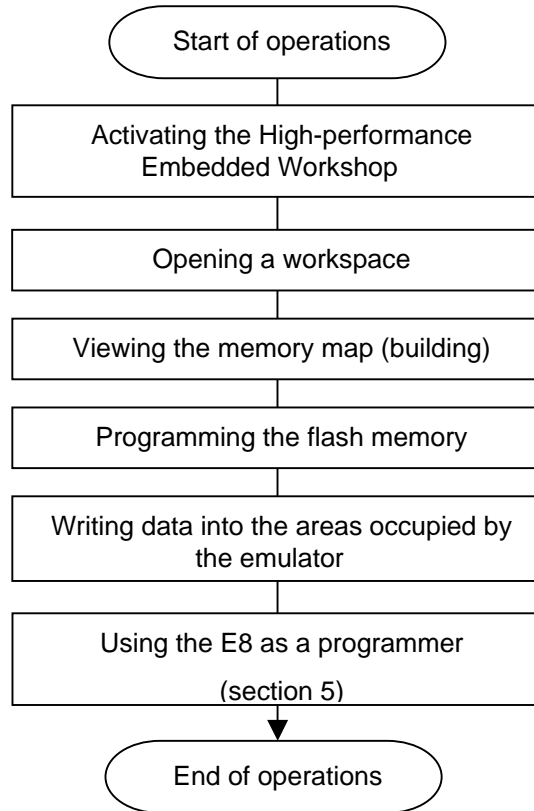 Start of operations
Activating the High-performance
Embedded Workshop
Opening a workspace
Viewing the memory map (building)
Programming the flash memory
Writing data into the areas occupied by
the emulator
Using the E8 as a programmer
(section 5)
End of operations